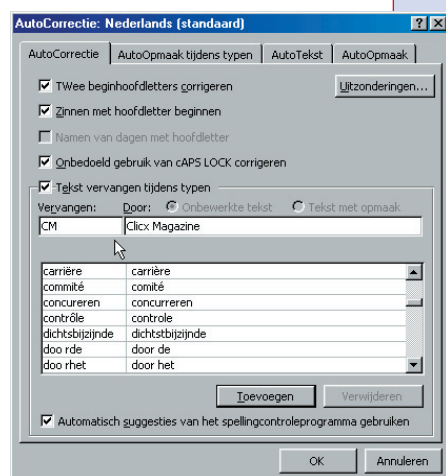 AutoCorrectie: Nederlands (standaard)
AutoCorrectie AutoOpmaak tijdens typen AutoTekst AutoOpmaak
TWee beginhoofdletters corrigeren Uitzonderingen...
Zinnen met hoofdletter beginnen
Namen van dagen met hoofdletter
Onbedoeld gebruik van cAPS LOCK corrigeren
Tekst vervangen tijdens typen
Vervangen: Door: Onbewerkte tekst Tekst met opmaak
CM Clicx Magazine
carriëre carrière
commité comité
concureren concurreren
contrôle controle
dichtsbijzijnde dichtstbijzijnde
doo rde door de
doo rhet door het
Toevoegen Verwijderen
Automatisch suggesties van het spellingcontroleprogramma gebruiken
OK Annuleren